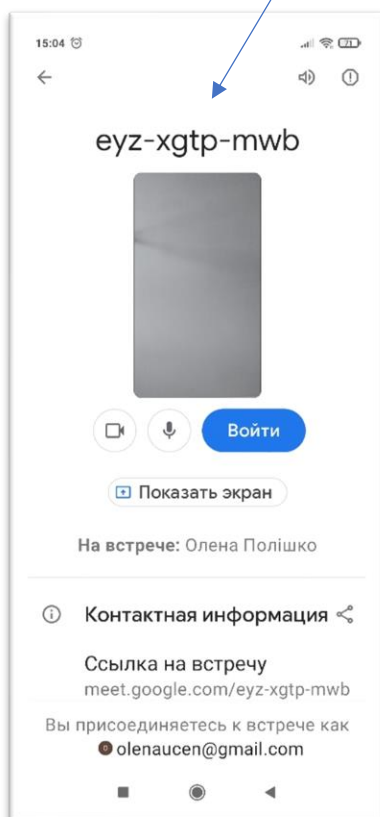 15:04 71
eyz-xgtp-mwb
Войти
Показать экран
На встрече: Олена Полішко
Контактная информация
Ссылка на встречу
meet.google.com/eyz-xgtp-mwb
Вы присоединяетесь к встрече как
olenaucen@gmail.com